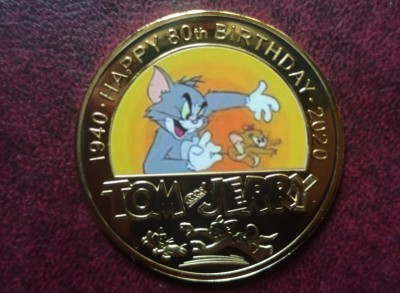 1940 · HAPPY 80th BIRTHDAY · 2020
TOM and JERRY